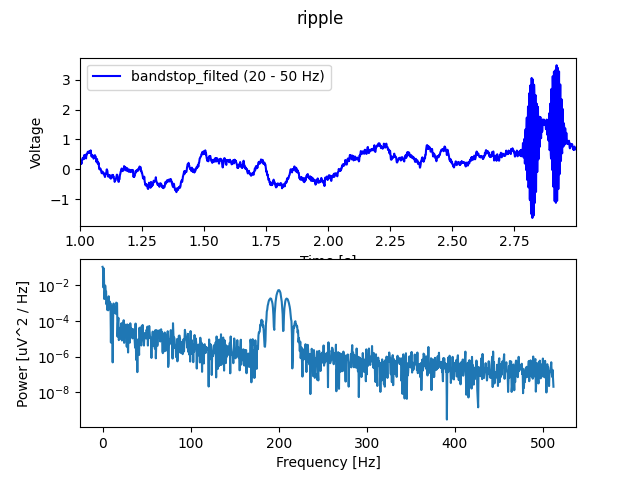 ripple
bandstop_filted (20 - 50 Hz)
Voltage
3
2
1
0
−1
1.00 1.25 1.50 1.75 2.00 2.25 2.50 2.75
Time [s]
Power [uV^2 / Hz]
10^−2
10^−4
10^−6
10^−8
0 100 200 300 400 500
Frequency [Hz]